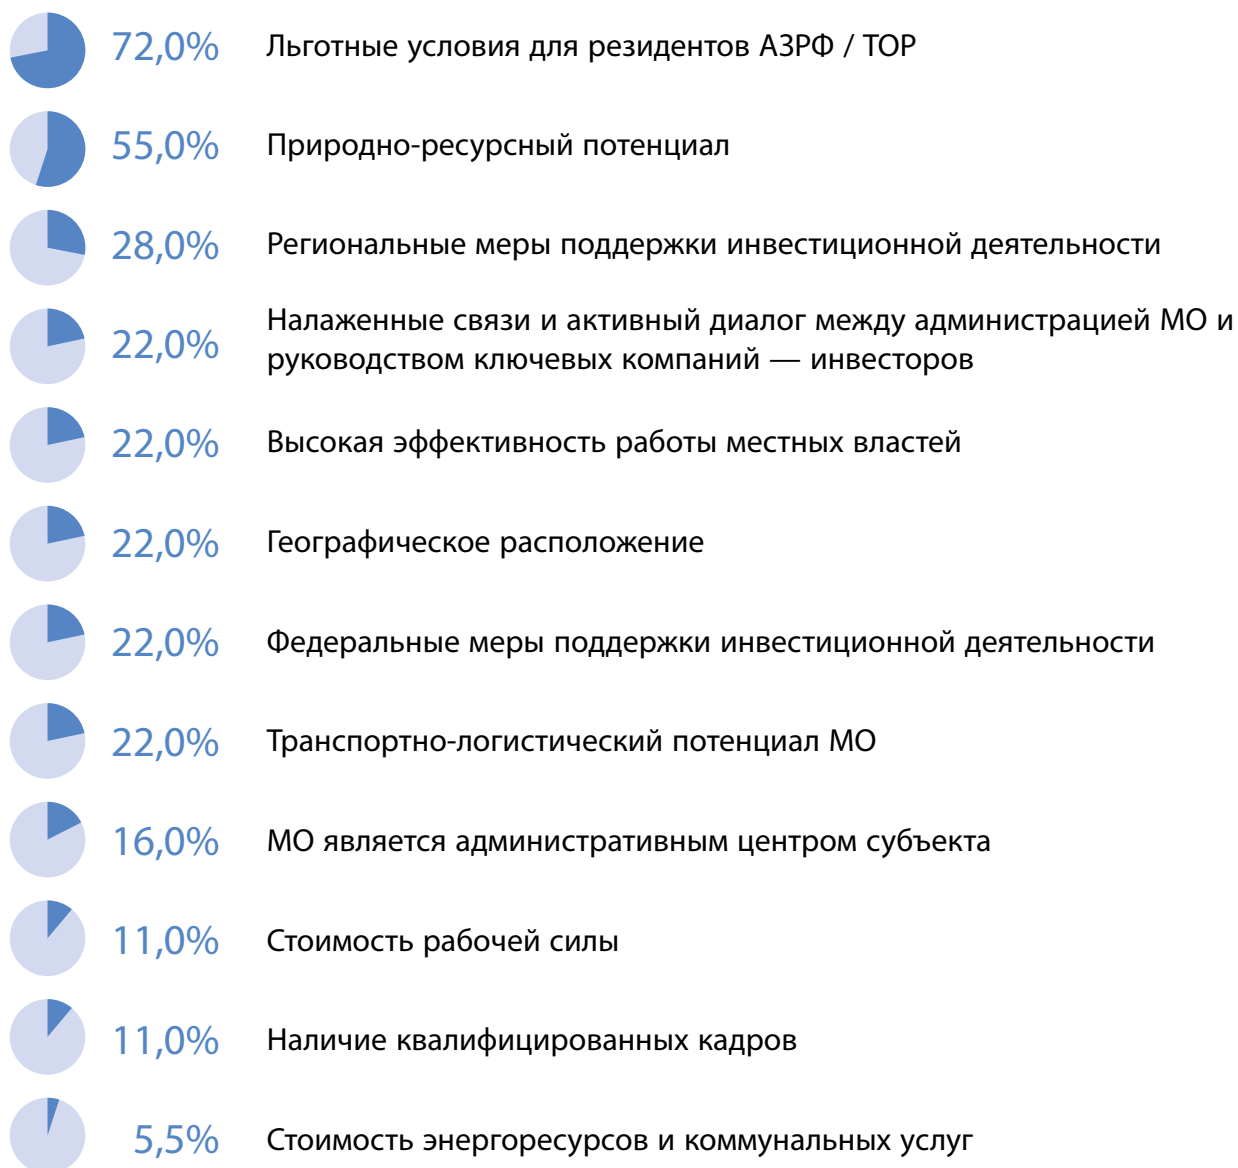 72,0% Льготные условия для резидентов АЗРФ / ТОР
55,0% Природно-ресурсный потенциал
28,0% Региональные меры поддержки инвестиционной деятельности
22,0% Налаженные связи и активный диалог между администрацией МО и
руководством ключевых компаний — инвесторов
22,0% Высокая эффективность работы местных властей
22,0% Географическое расположение
22,0% Федеральные меры поддержки инвестиционной деятельности
22,0% Транспортно-логистический потенциал МО
16,0% МО является административным центром субъекта
11,0% Стоимость рабочей силы
11,0% Наличие квалифицированных кадров
5,5% Стоимость энергоресурсов и коммунальных услуг